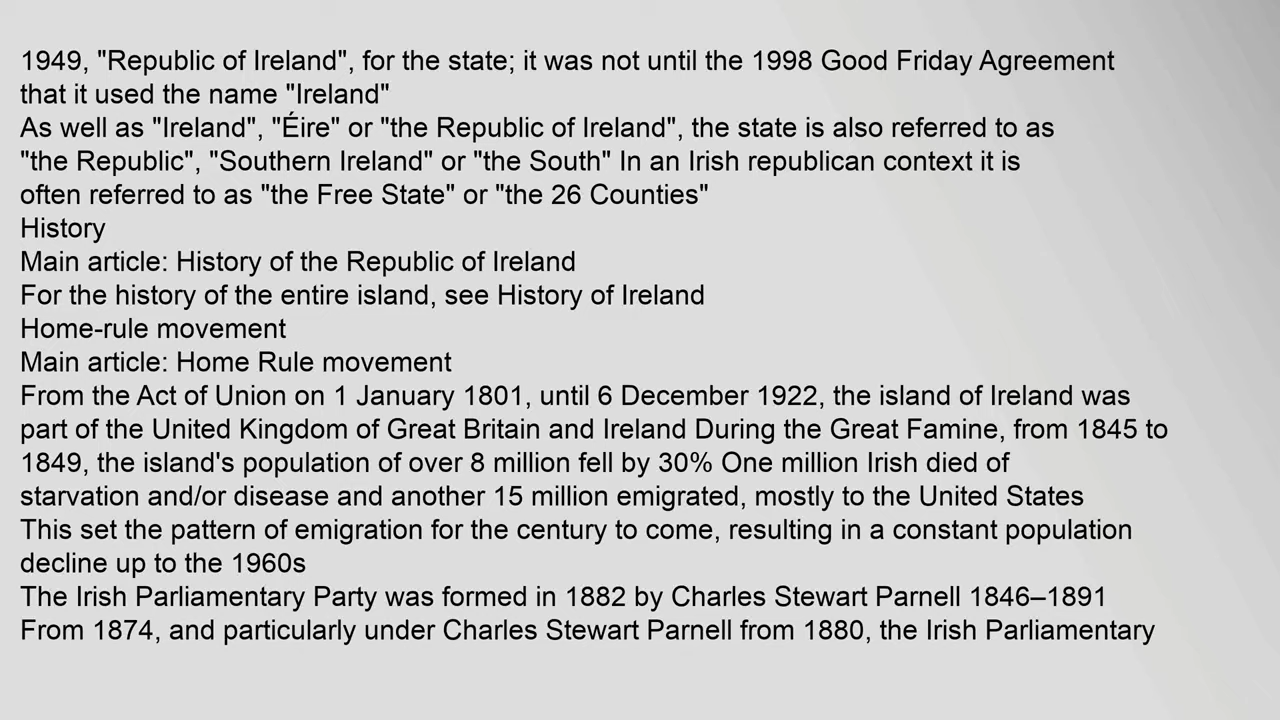 1949, "Republic of Ireland", for the state; it was not until the 1998 Good Friday Agreement
that it used the name "Ireland"
As well as "Ireland", "Éire" or "the Republic of Ireland", the state is also referred to as
"the Republic", "Southern Ireland" or "the South" In an Irish republican context it is
often referred to as "the Free State" or "the 26 Counties"
History
Main article: History of the Republic of Ireland
For the history of the entire island, see History of Ireland
Home-rule movement
Main article: Home Rule movement
From the Act of Union on 1 January 1801, until 6 December 1922, the island of Ireland was
part of the United Kingdom of Great Britain and Ireland During the Great Famine, from 1845 to
1849, the island's population of over 8 million fell by 30% One million Irish died of
starvation and/or disease and another 15 million emigrated, mostly to the United States
This set the pattern of emigration for the century to come, resulting in a constant population
decline up to the 1960s
The Irish Parliamentary Party was formed in 1882 by Charles Stewart Parnell 1846–1891
From 1874, and particularly under Charles Stewart Parnell from 1880, the Irish Parliamentary